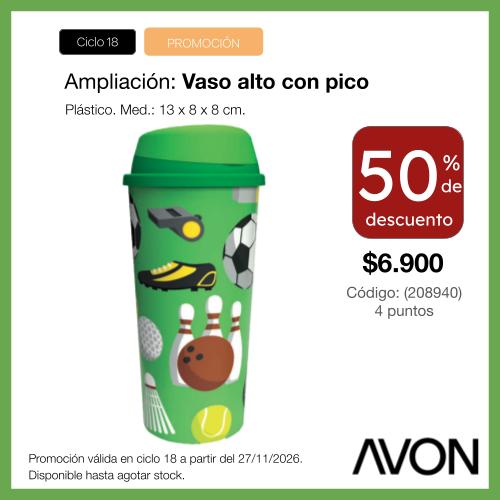 Ciclo 18
PROMOCIÓN
Ampliación: Vaso alto con pico
Plástico. Med.: 13 x 8 x 8 cm.
50% de
descuento
$6.900
Código: (208940)
4 puntos
Promoción válida en ciclo 18 a partir del 27/11/2026.
Disponible hasta agotar stock.
AVON